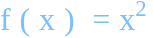 f ( x ) = x²